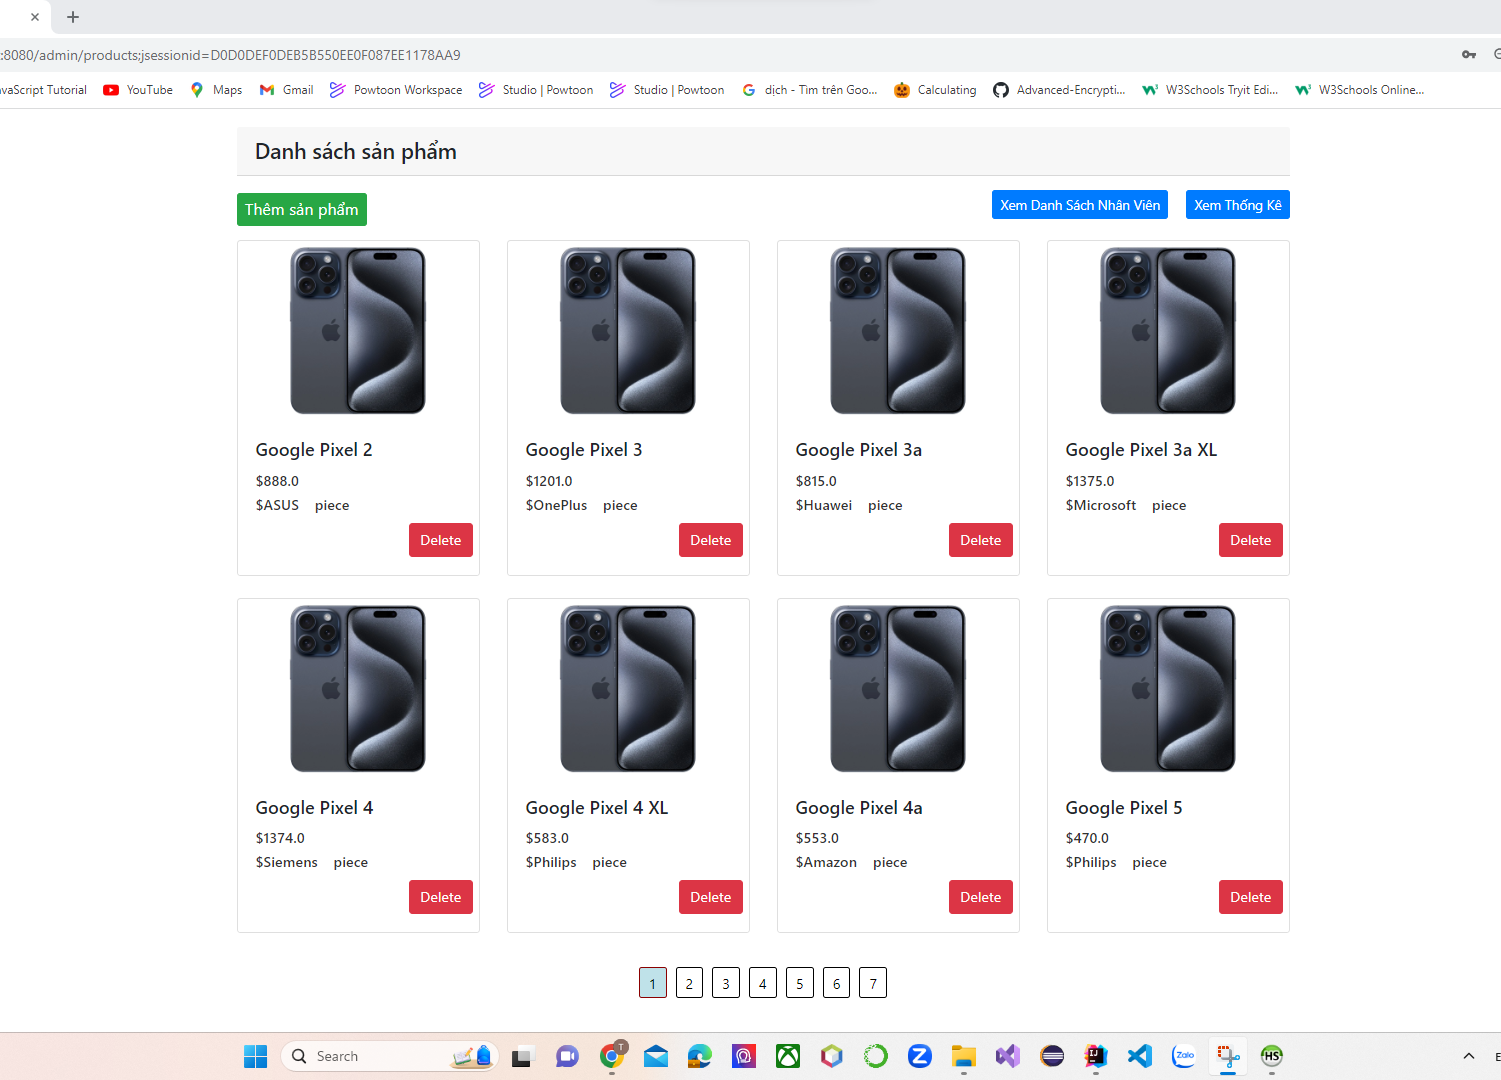 :8080/admin/products;jsessionid=D0D0DEF0DEB5B550EE0F087EE1178AA9
vaScript Tutorial YouTube Maps Gmail Powtoon Workspace Studio | Powtoon Studio | Powtoon dịch - Tìm trên Goo... Calculating Advanced-Encrypti... W3Schools Tryit Edi... W3Schools Online...
Danh sách sản phẩm
Thêm sản phẩm Xem Danh Sách Nhân Viên Xem Thống Kê
Google Pixel 2 Google Pixel 3 Google Pixel 3a Google Pixel 3a XL
$888.0 $1201.0 $815.0 $1375.0
$ASUS piece $OnePlus piece $Huawei piece $Microsoft piece
Delete Delete Delete Delete
Google Pixel 4 Google Pixel 4 XL Google Pixel 4a Google Pixel 5
$1374.0 $583.0 $553.0 $470.0
$Siemens piece $Philips piece $Amazon piece $Philips piece
Delete Delete Delete Delete
1 2 3 4 5 6 7
Search T Z IJ Zalo HS E